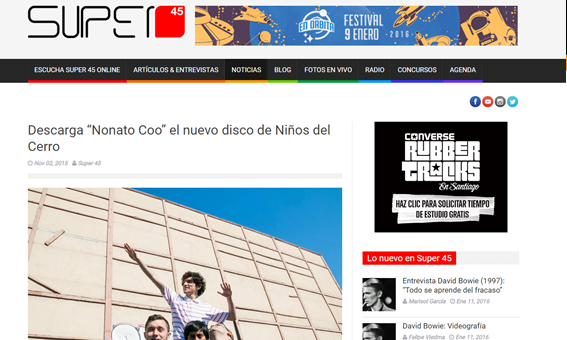 SUPER 45
EN ORBITA
FESTIVAL
9 ENERO - 2016
ESCUCHA SUPER 45 ONLINE
ARTÍCULOS & ENTREVISTAS
NOTICIAS
BLOG
FOTOS EN VIVO
RADIO
CONCURSOS
AGENDA
Descarga “Nonato Coo” el nuevo disco de Niños del
Cerro
Nov 02, 2015 Super 45
CONVERSE
RUBBER
TRACKS
En Santiago
HAZ CLIC PARA SOLICITAR TIEMPO
DE ESTUDIO GRATIS
Lo nuevo en Super 45
Entrevista David Bowie (1997):
“Todo se aprende del fracaso”
Marisol García Ene 11, 2016
David Bowie: Videografía
Felipe Viedma Ene 11, 2016